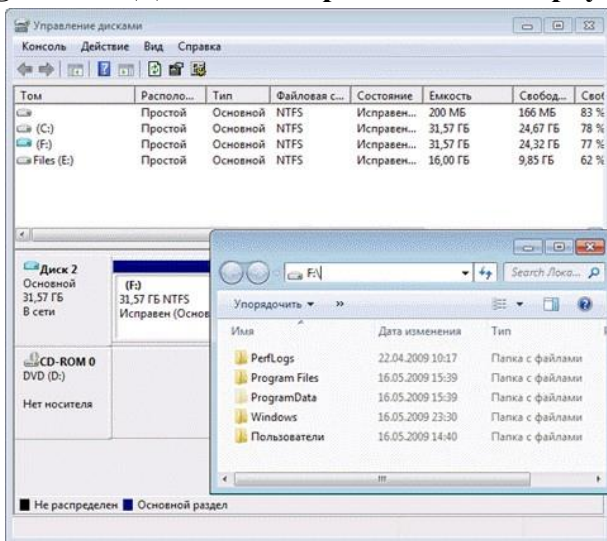 Управление дисками
Консоль Действие Вид Справка
Том Располо... Тип Файловая с... Состояние Емкость Свобод... Своб
Простой Основной NTFS Исправен... 200 МБ 166 МБ 83 %
(C:) Простой Основной NTFS Исправен... 31,57 ГБ 24,67 ГБ 78 %
(F:) Простой Основной NTFS Исправен... 31,57 ГБ 24,32 ГБ 77 %
Files (E:) Простой Основной NTFS Исправен... 16,00 ГБ 9,85 ГБ 62 %
Диск 2
Основной
31,57 ГБ
В сети
(F:)
31,57 ГБ NTFS
Исправен (Основ
CD-ROM 0
DVD (D:)
Нет носителя
Не распределен Основной раздел
F:\ Search Лока...
Упорядочить »
Имя Дата изменения Тип
PerfLogs 22.04.2009 10:17 Папка с файлами
Program Files 16.05.2009 15:39 Папка с файлами
ProgramData 16.05.2009 15:39 Папка с файлами
Windows 16.05.2009 23:30 Папка с файлами
Пользователи 16.05.2009 14:40 Папка с файлами